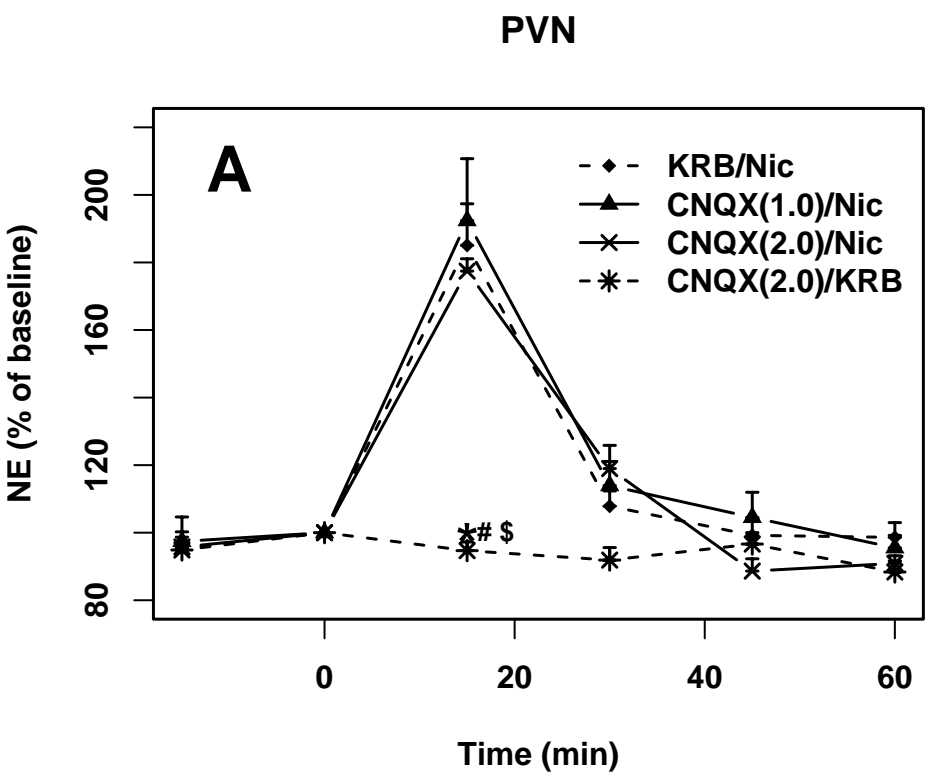 PVN
A
KRB/Nic
CNQX(1.0)/Nic
CNQX(2.0)/Nic
CNQX(2.0)/KRB
NE (% of baseline)
200
160
120
80
*# $
0 20 40 60
Time (min)